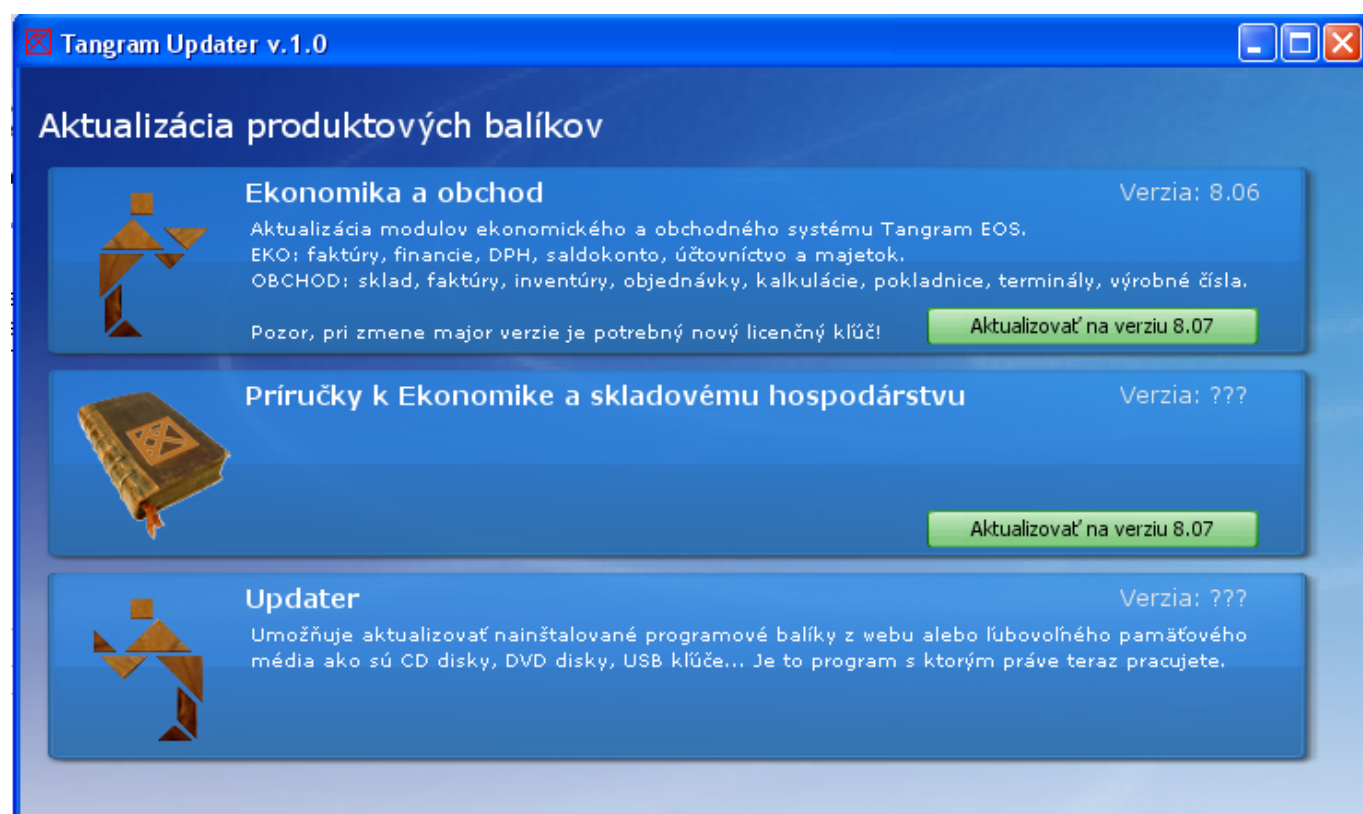 Tangram Updater v.1.0
Aktualizácia produktových balíkov
Ekonomika a obchod
Verzia: 8.06
Aktualizácia modulov ekonomického a obchodného systému Tangram EOS.
EKO: faktúry, financie, DPH, saldokonto, účtovníctvo a majetok.
OBCHOD: sklad, faktúry, inventúry, objednávky, kalkulácie, pokladnice, terminály, výrobné čísla.
Pozor, pri zmene major verzie je potrebný nový licenčný kľúč!
Aktualizovať na verziu 8.07
Príručky k Ekonomike a skladovému hospodárstvu
Verzia: ???
Aktualizovať na verziu 8.07
Updater
Verzia: ???
Umožňuje aktualizovať nainštalované programové balíky z webu alebo ľubovoľného pamäťového
média ako sú CD disky, DVD disky, USB kľúče... Je to program s ktorým práve teraz pracujete.